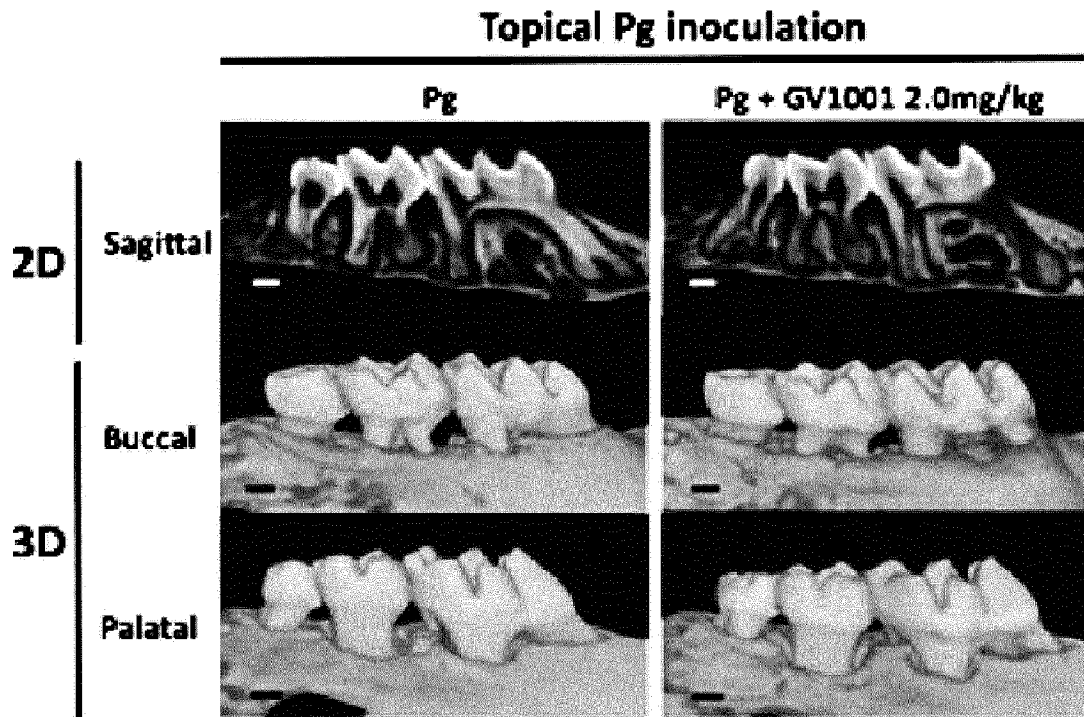 Topical Pg inoculation
Pg
Pg + GV1001 2.0mg/kg
2D
Sagittal
3D
Buccal
Palatal